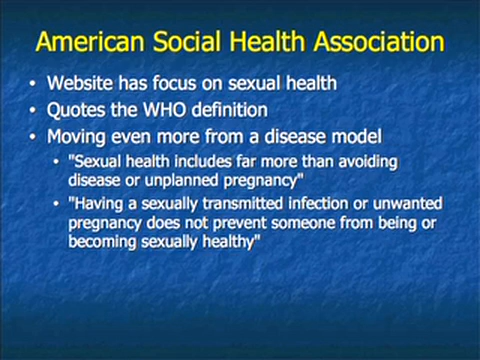 American Social Health Association
• Website has focus on sexual health
• Quotes the WHO definition
• Moving even more from a disease model
• "Sexual health includes far more than avoiding
disease or unplanned pregnancy"
• "Having a sexually transmitted infection or unwanted
pregnancy does not prevent someone from being or
becoming sexually healthy"